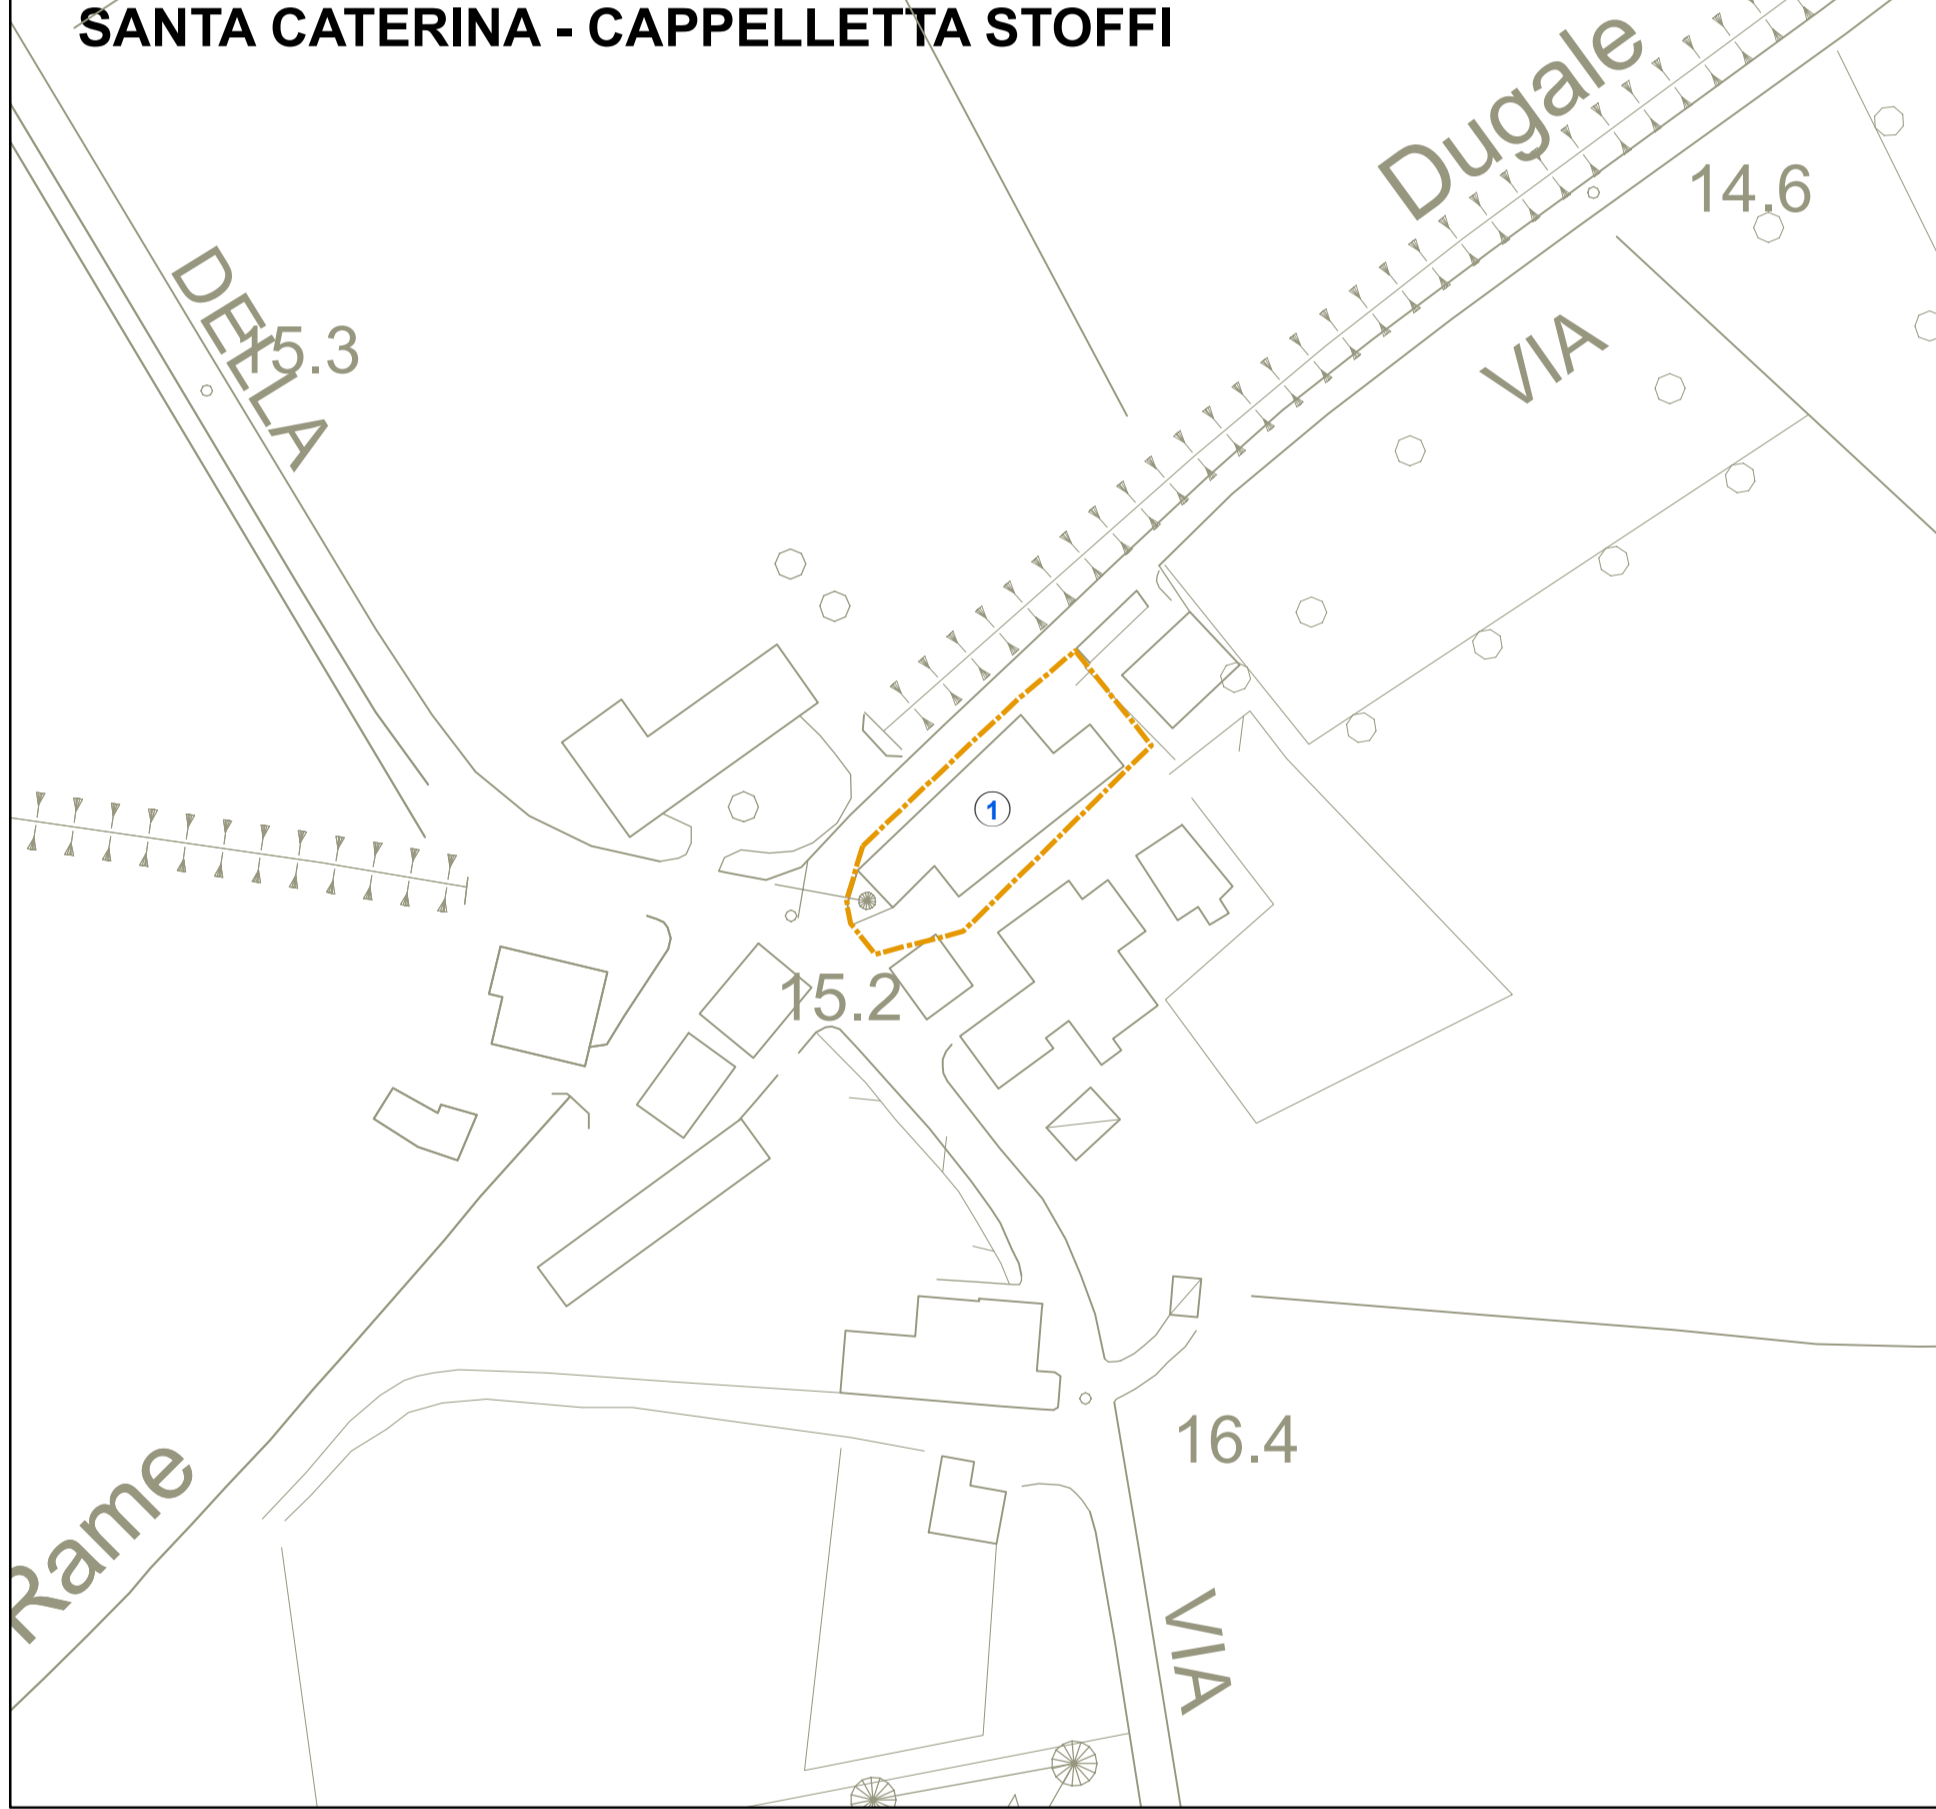 SANTA CATERINA - CAPPELLETTA STOFFI
Dugale
14.6
DELLA
15.3
VIA
1
15.2
16.4
Rame
VIA